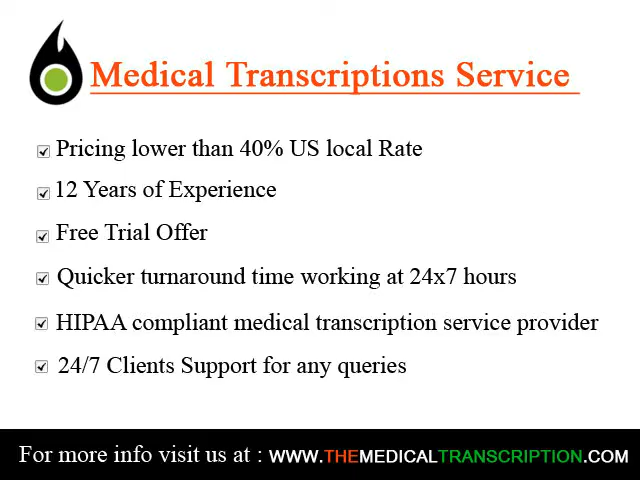 Medical Transcriptions Service
Pricing lower than 40% US local Rate
12 Years of Experience
Free Trial Offer
Quicker turnaround time working at 24x7 hours
HIPAA compliant medical transcription service provider
24/7 Clients Support for any queries
For more info visit us at : WWW.THEMEDICALTRANSCRIPTION.COM